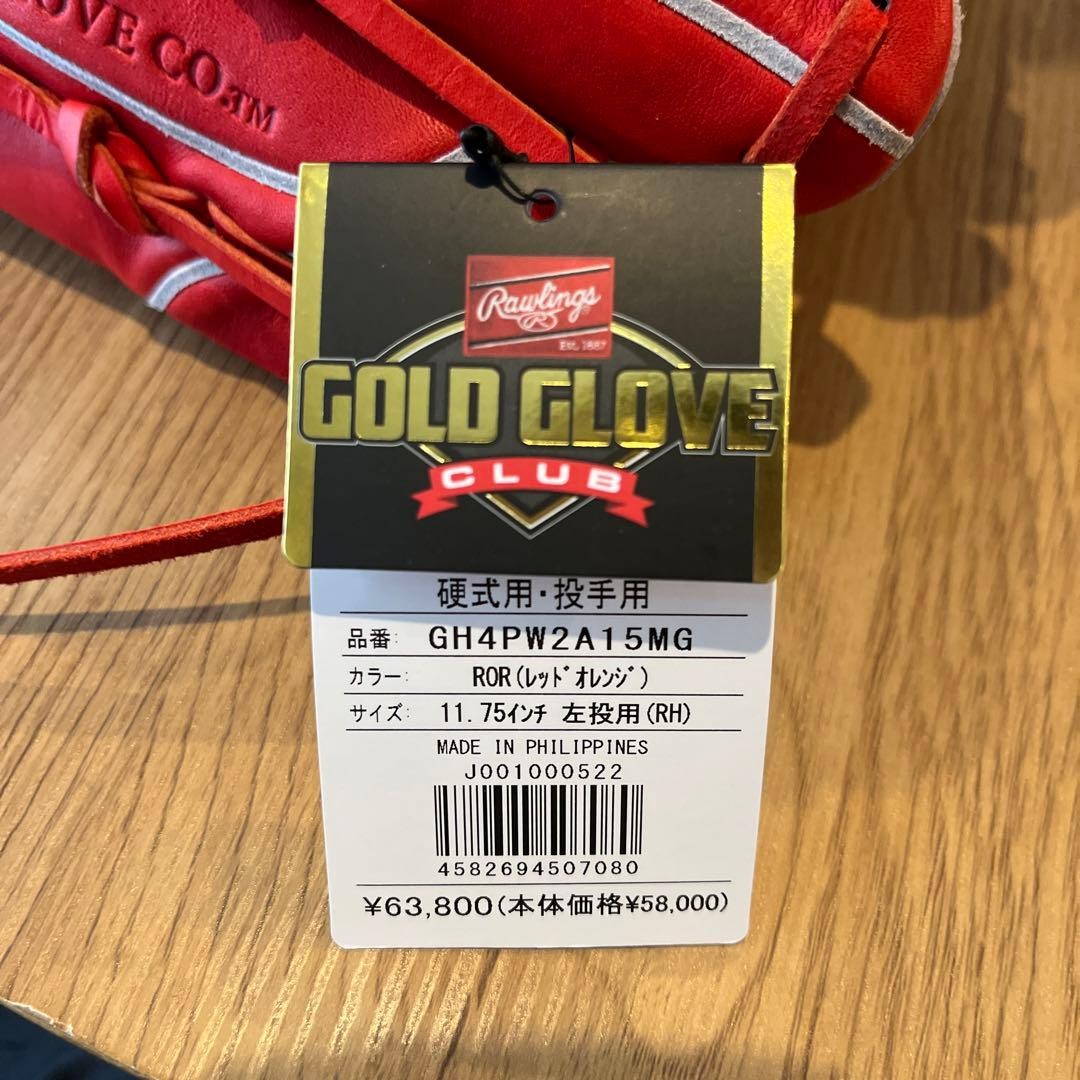 OVE CO.™
Rawlings
R
EST. 1887
GOLD GLOVE
CLUB
硬式用・投手用
品番: GH4PW2A15MG
カラー: ROR(ﾚｯﾄﾞｵﾚﾝｼﾞ)
サイズ: 11.75ｲﾝﾁ 左投用(RH)
MADE IN PHILIPPINES
J001000522
4582694507080
¥63,800(本体価格¥58,000)